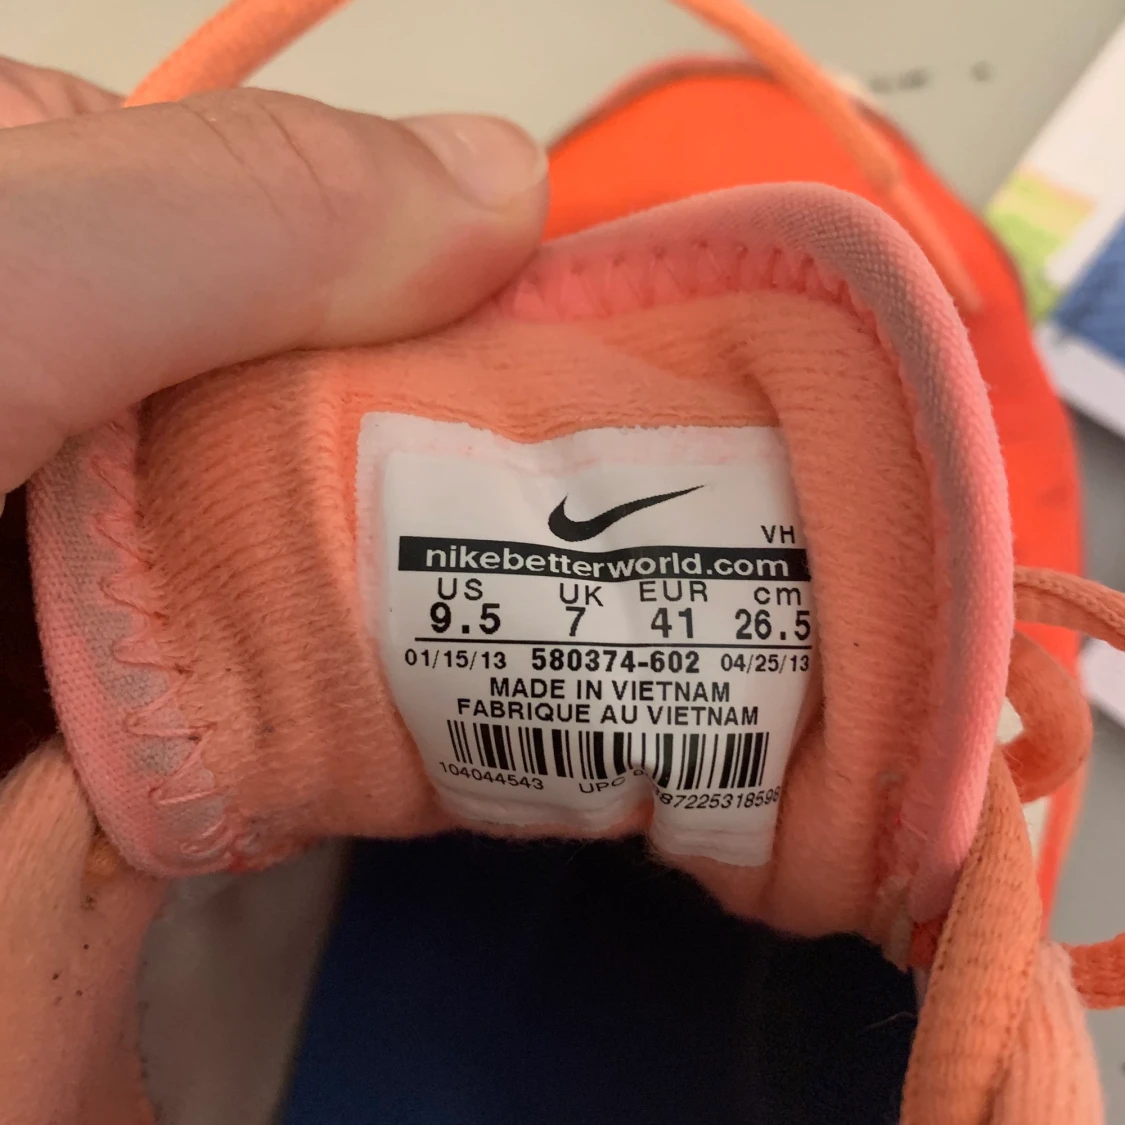 VH
nikebetterworld.com
US UK EUR cm
9.5 7 41 26.5
01/15/13 580374-602 04/25/13
MADE IN VIETNAM
FABRIQUE AU VIETNAM
104044543 UPC